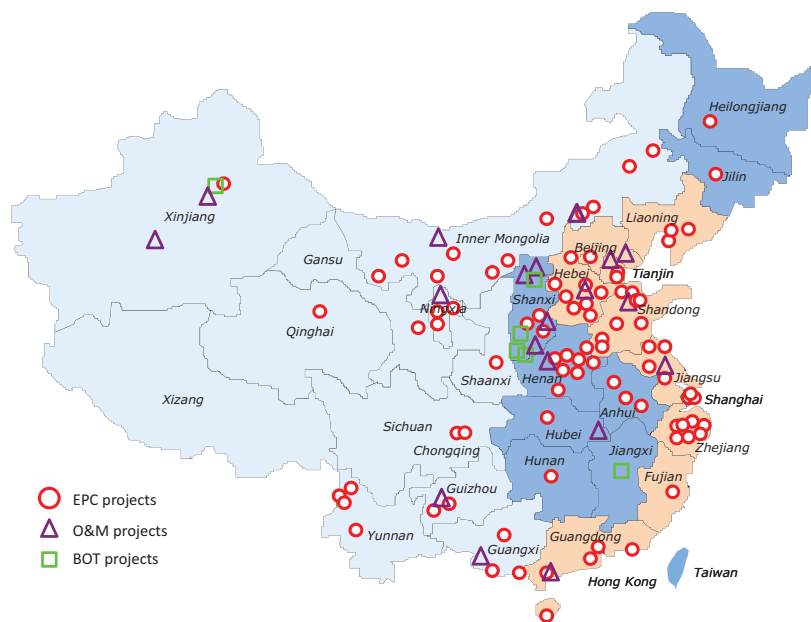 Heilongjiang
Jilin
Liaoning
Xinjiang
Inner Mongolia
Beijing
Gansu
Tianjin
Hebei
Shanxi
Ningxia
Shandong
Qinghai
Shaanxi
Henan
Jiangsu
Xizang
Shanghai
Anhui
Sichuan
Hubei
Chongqing
Zhejiang
Hunan
Jiangxi
Fujian
Guizhou
Yunnan
Guangdong
Guangxi
Hong Kong
Taiwan
EPC projects
O&M projects
BOT projects